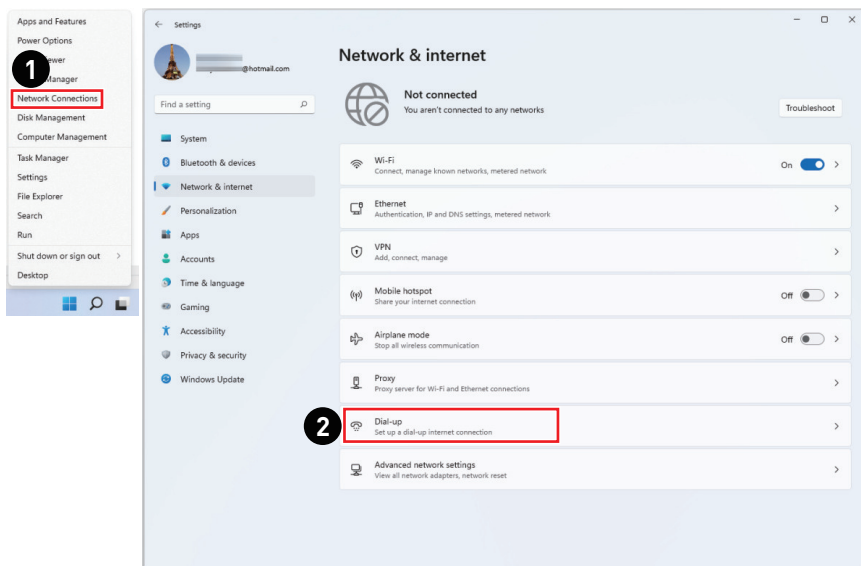 Apps and Features
Power Options
ewer
1
Manager
Network Connections
Disk Management
Computer Management
Task Manager
Settings
File Explorer
Search
Run
Shut down or sign out
Desktop
Settings
@hotmail.com
Find a setting
System
Bluetooth & devices
Network & internet
Personalization
Apps
Accounts
Time & language
Gaming
Accessibility
Privacy & security
Windows Update
Network & internet
Not connected
You aren't connected to any networks
Troubleshoot
Wi-Fi
Connect, manage known networks, metered network
On
Ethernet
Authentication, IP and DNS settings, metered network
VPN
Add, connect, manage
Mobile hotspot
Share your internet connection
Off
Airplane mode
Stop all wireless communication
Off
Proxy
Proxy server for Wi-Fi and Ethernet connections
2
Dial-up
Set up a dial-up internet connection
Advanced network settings
View all network adapters, network reset